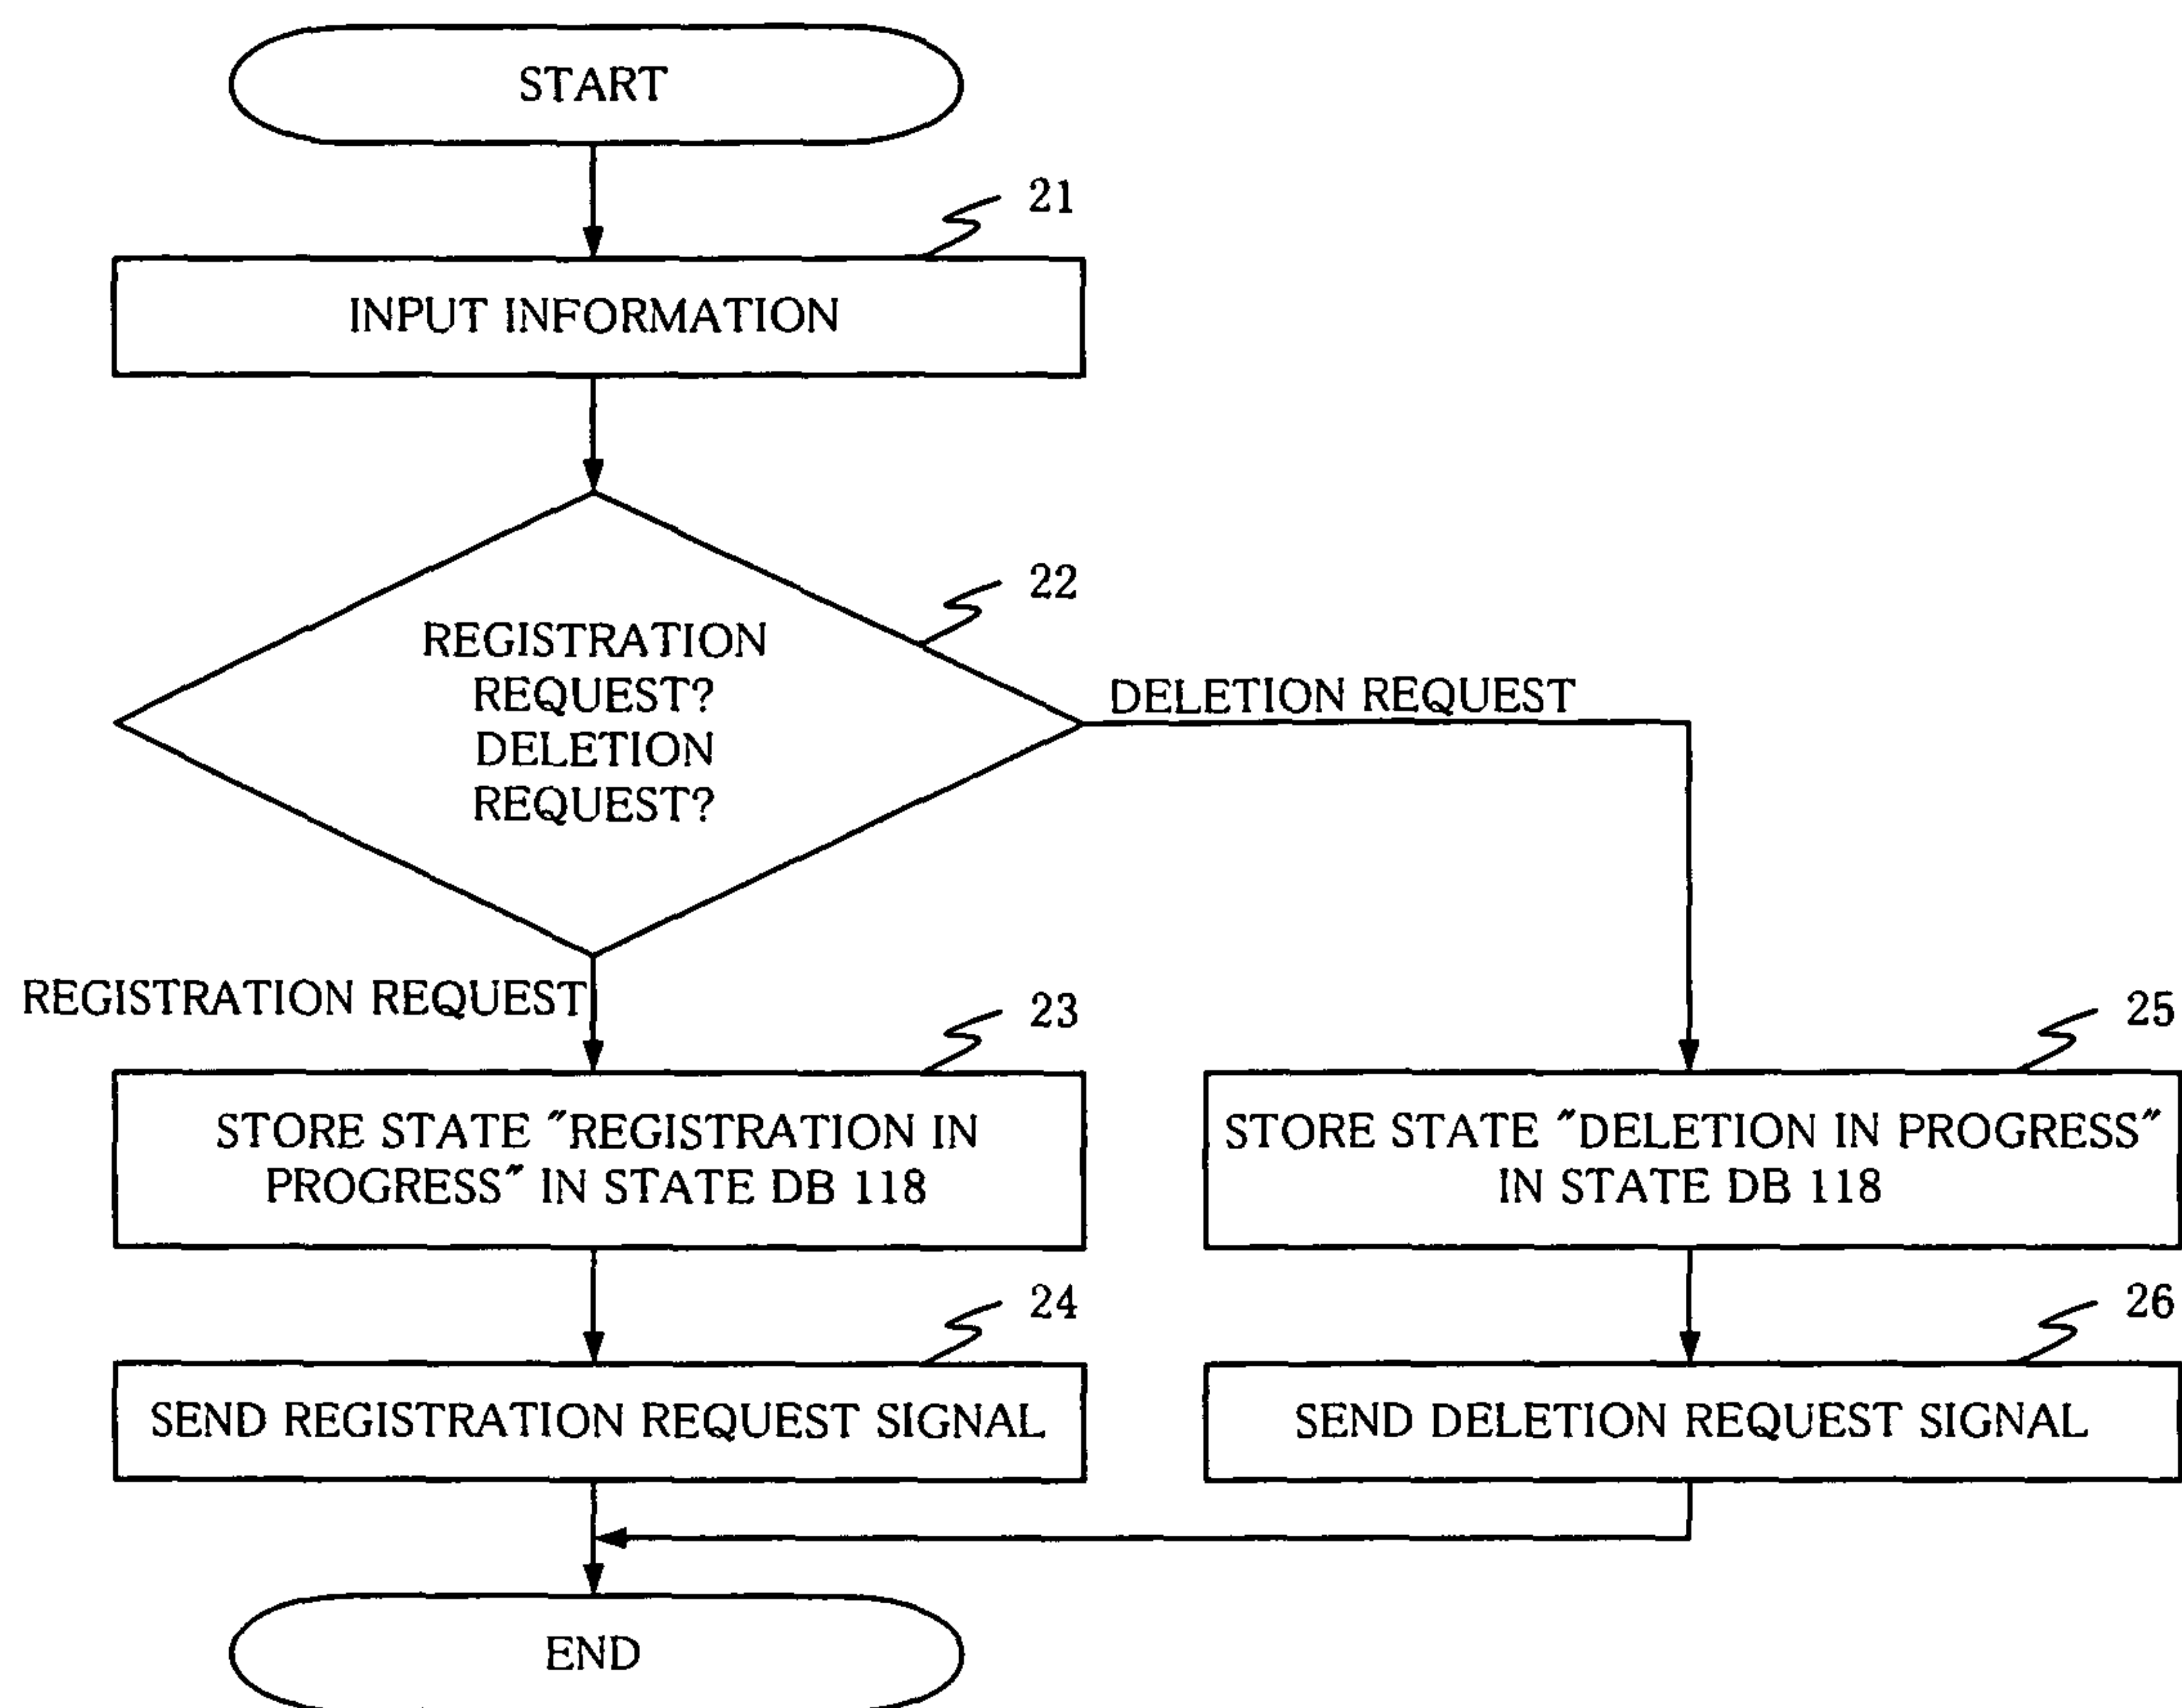 START
21
INPUT INFORMATION
22
REGISTRATION
REQUEST?
DELETION
REQUEST?
DELETION REQUEST
REGISTRATION REQUEST
23
STORE STATE "REGISTRATION IN
PROGRESS" IN STATE DB 118
25
STORE STATE "DELETION IN PROGRESS"
IN STATE DB 118
24
SEND REGISTRATION REQUEST SIGNAL
26
SEND DELETION REQUEST SIGNAL
END